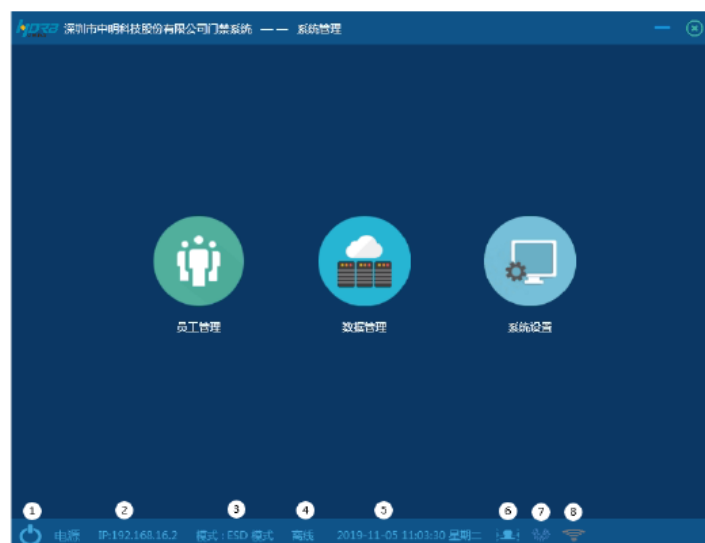 HYDRA 深圳市中明科技股份有限公司门禁系统 —— 系统管理
员工管理 数据管理 系统设置
1 2 3 4 5 6 7 8
电源 IP:192.168.16.2 模式:ESD 模式 离线 2019-11-05 11:03:30 星期二